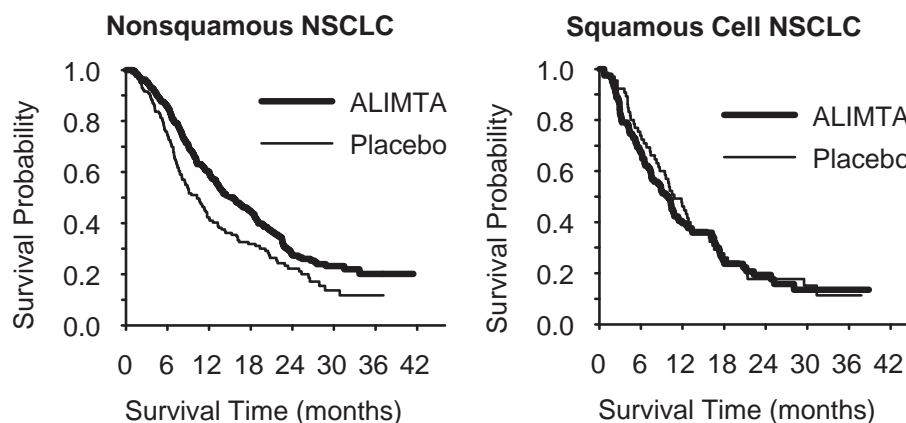 Nonsquamous NSCLC
Survival Probability
1.0
0.8
0.6
0.4
0.2
0.0
ALIMTA
Placebo
0 6 12 18 24 30 36 42
Survival Time (months)
Squamous Cell NSCLC
Survival Probability
1.0
0.8
0.6
0.4
0.2
0.0
ALIMTA
Placebo
0 6 12 18 24 30 36 42
Survival Time (months)